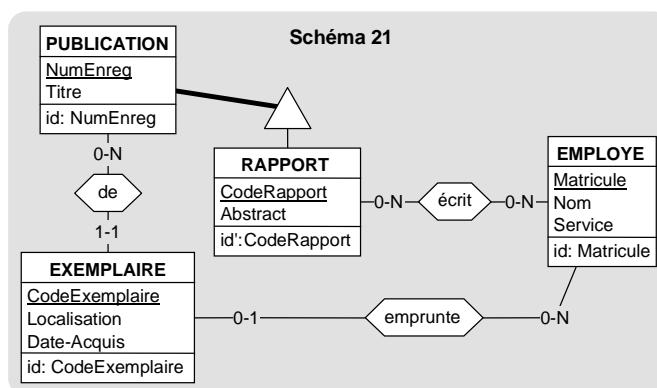 Schéma 21
PUBLICATION
NumEnreg
Titre
id: NumEnreg
0-N
de
1-1
RAPPORT
CodeRapport
Abstract
id':CodeRapport
0-N
écrit
0-N
EMPLOYE
Matricule
Nom
Service
id: Matricule
EXEMPLAIRE
CodeExemplaire
Localisation
Date-Acquis
id: CodeExemplaire
0-1
emprunte
0-N